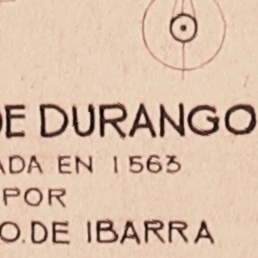 DE DURANGO
ADA EN 1563
POR
O. DE IBARRA